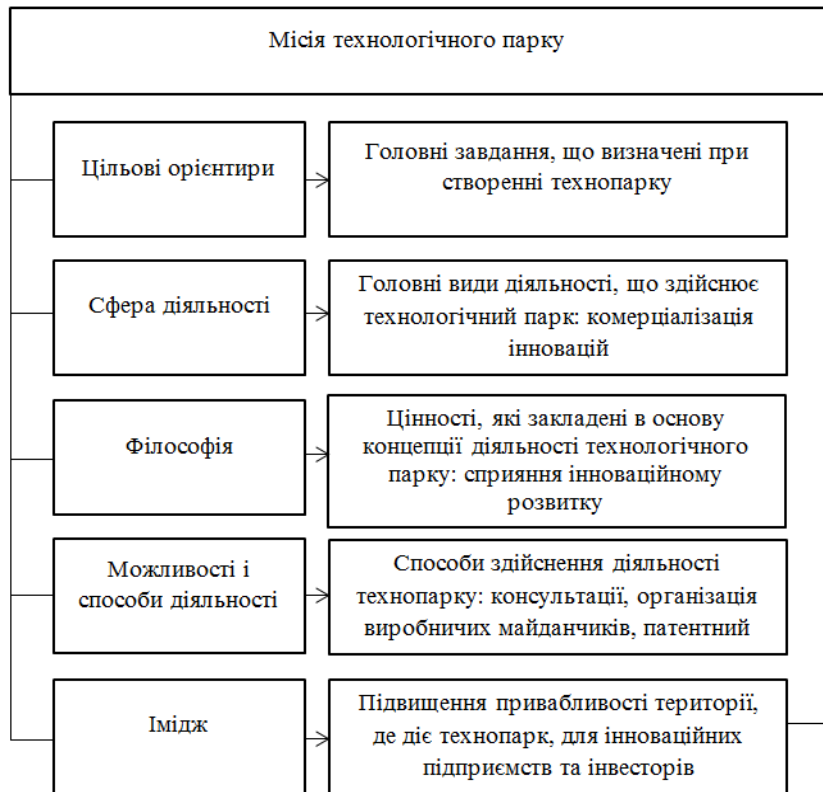 Місія технологічного парку
Цільові орієнтири
Головні завдання, що визначені при
створенні технопарку
Сфера діяльності
Головні види діяльності, що здійснює
технологічний парк: комерціалізація
інновацій
Філософія
Цінності, які закладені в основу
концепції діяльності технологічного
парку: сприяння інноваційному
розвитку
Можливості і
способи діяльності
Способи здійснення діяльності
технопарку: консультації, організація
виробничих майданчиків, патентний
Імідж
Підвищення привабливості території,
де діє технопарк, для інноваційних
підприємств та інвесторів